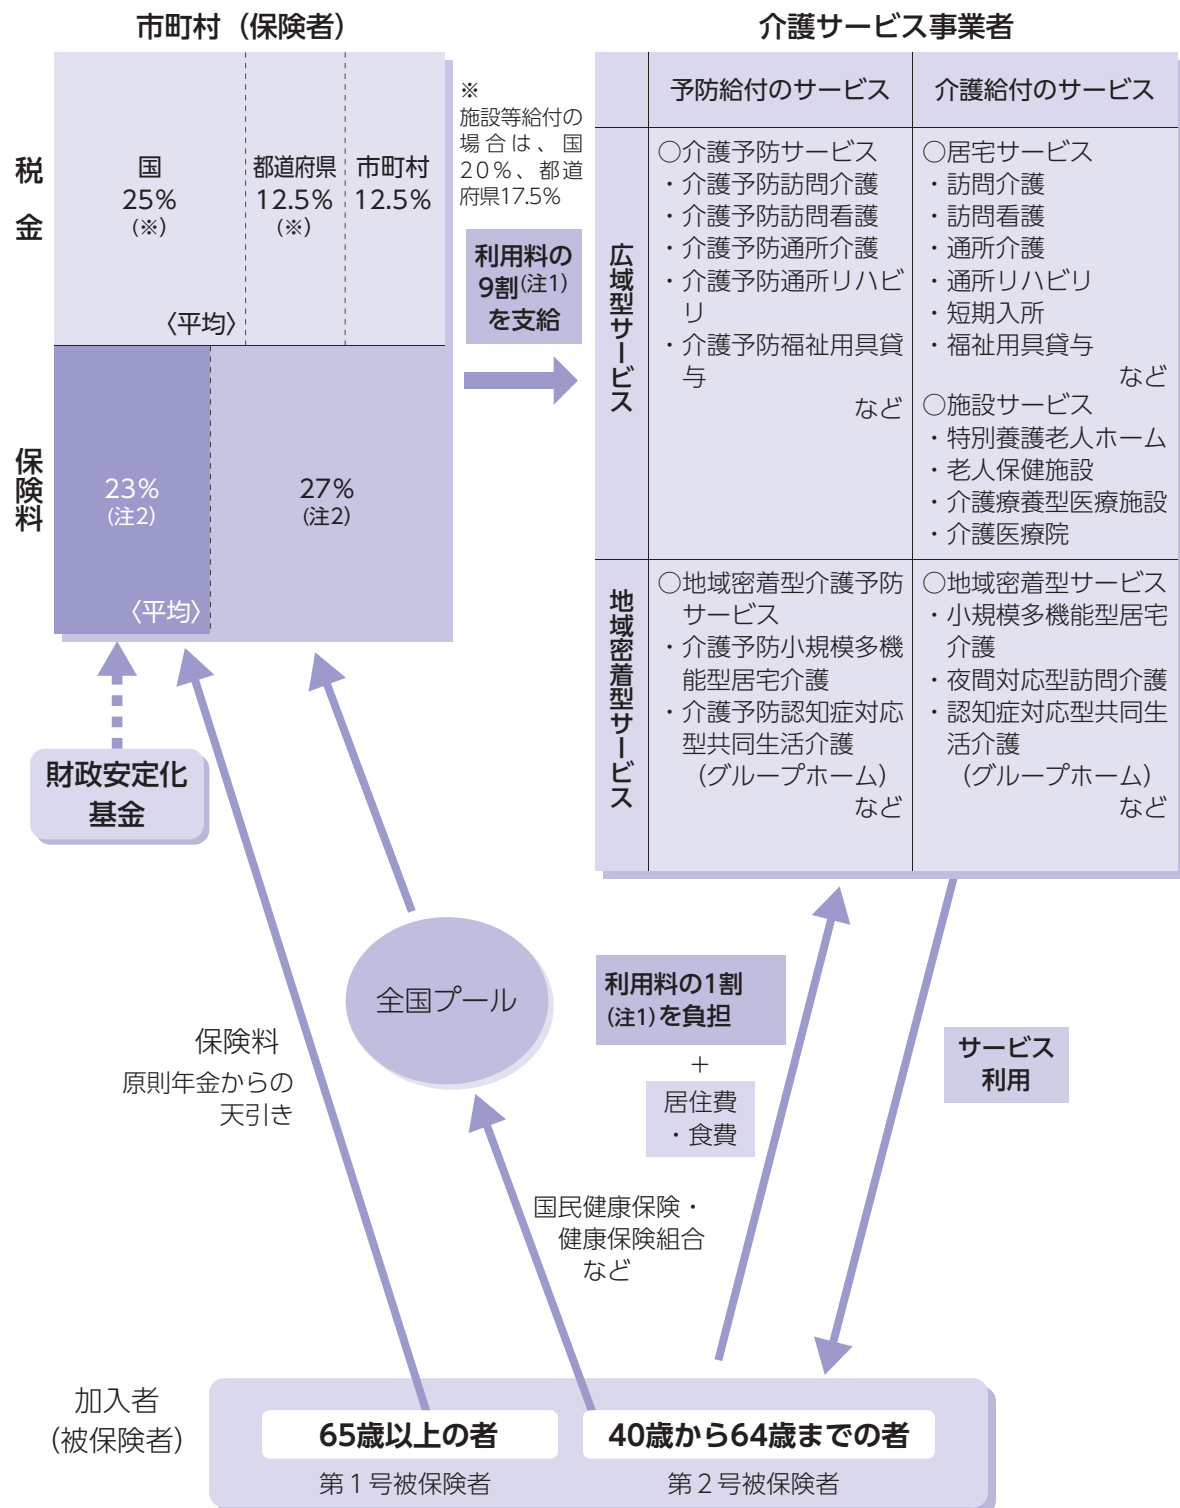 市町村（保険者）
税金
国
25%
(※)
都道府県
12.5%
(※)
市町村
12.5%
〈平均〉
保険料
23%
(注2)
27%
(注2)
〈平均〉
※
施設等給付の
場合は、国
20％、都道
府県17.5%
利用料の
9割(注1)
を支給
財政安定化
基金
介護サービス事業者
予防給付のサービス
介護給付のサービス
広域型サービス
○介護予防サービス
・介護予防訪問介護
・介護予防訪問看護
・介護予防通所介護
・介護予防通所リハビ
リ
・介護予防福祉用具貸
与
など
○居宅サービス
・訪問介護
・訪問看護
・通所介護
・通所リハビリ
・短期入所
・福祉用具貸与
など
○施設サービス
・特別養護老人ホーム
・老人保健施設
・介護療養型医療施設
・介護医療院
地域密着型サービス
○地域密着型介護予防
サービス
・介護予防小規模多機
能型居宅介護
・介護予防認知症対応
型共同生活介護
（グループホーム）
など
○地域密着型サービス
・小規模多機能型居宅
介護
・夜間対応型訪問介護
・認知症対応型共同生
活介護
（グループホーム）
など
全国プール
保険料
原則年金からの
天引き
国民健康保険・
健康保険組合
など
利用料の1割
(注1)を負担
＋
居住費
・食費
サービス
利用
加入者
(被保険者)
65歳以上の者
第１号被保険者
40歳から64歳までの者
第２号被保険者